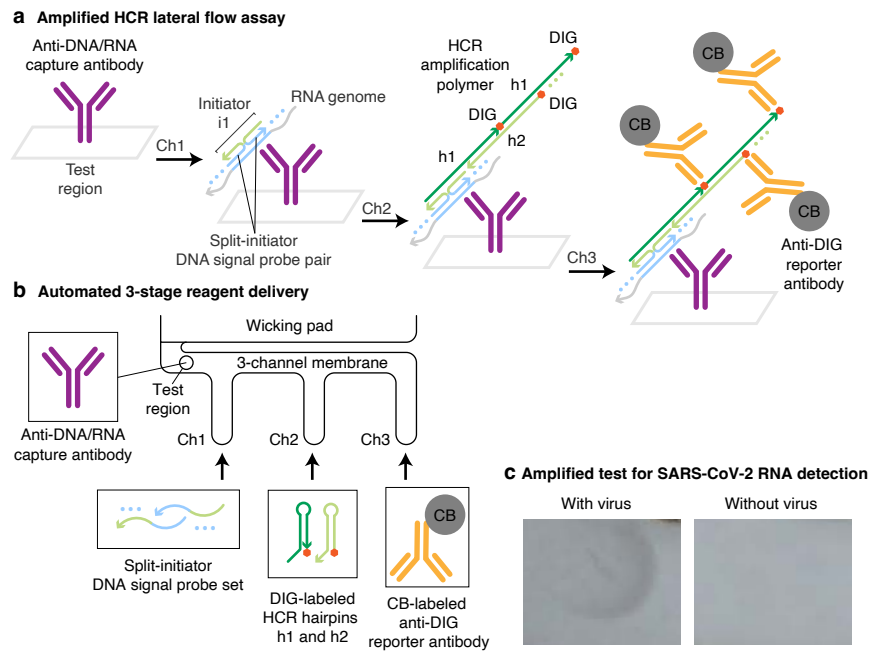 a Amplified HCR lateral flow assay
Anti-DNA/RNA
capture antibody
Test
region
Ch1
Initiator
i1
RNA genome
Split-initiator
DNA signal probe pair
Ch2
HCR
amplification
polymer
DIG
h1
DIG
DIG
h2
h1
Ch3
CB
CB
CB
Anti-DIG
reporter
antibody
b Automated 3-stage reagent delivery
Wicking pad
3-channel membrane
Test
region
Anti-DNA/RNA
capture antibody
Ch1
Ch2
Ch3
Split-initiator
DNA signal probe set
DIG-labeled
HCR hairpins
h1 and h2
CB
CB-labeled
anti-DIG
reporter antibody
c Amplified test for SARS-CoV-2 RNA detection
With virus
Without virus